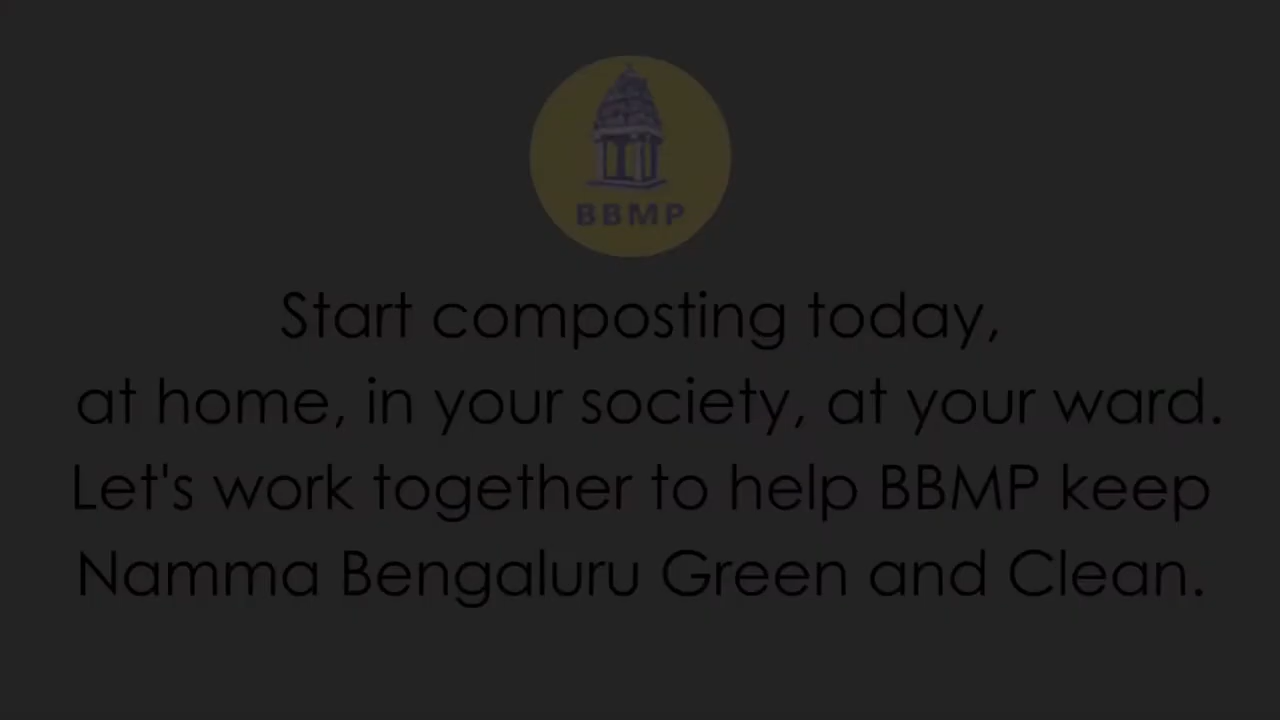 BBMP
Start composting today,
at home, in your society, at your ward.
Let's work together to help BBMP keep
Namma Bengaluru Green and Clean.